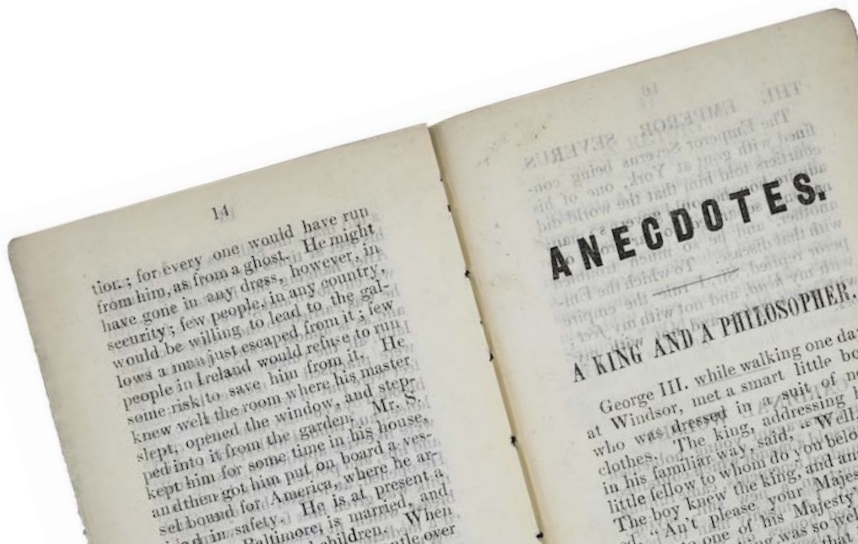 14
tion; for every one would have run
from him, as from a ghost. He might
have gone in any dress, however, in
security; few people, in any country,
would be willing to lead to the gal-
lows a man just escaped from it; few
people in Ireland would refuse to run
some risk to save him from it. He
knew well the room where his master
slept, opened the window, and step-
ped into it from the garden. Mr. S.
kept him for some time in his house,
and then got him put on board a ves-
sel bound for America, where he ar-
in safety. He is at present a
Baltimore, is married, and
children. When
over
ANECDOTES.
A KING AND A PHILOSOPHER.
George III. while walking one da
at Windsor, met a smart little bo
who was dressed in a suit of n
clothes. The king, addressing
in his familiar way, said, "Well
little fellow to whom do you belo
The boy knew the king, and an
"An't please your Majes
to one of his Majesty
was so wel
that